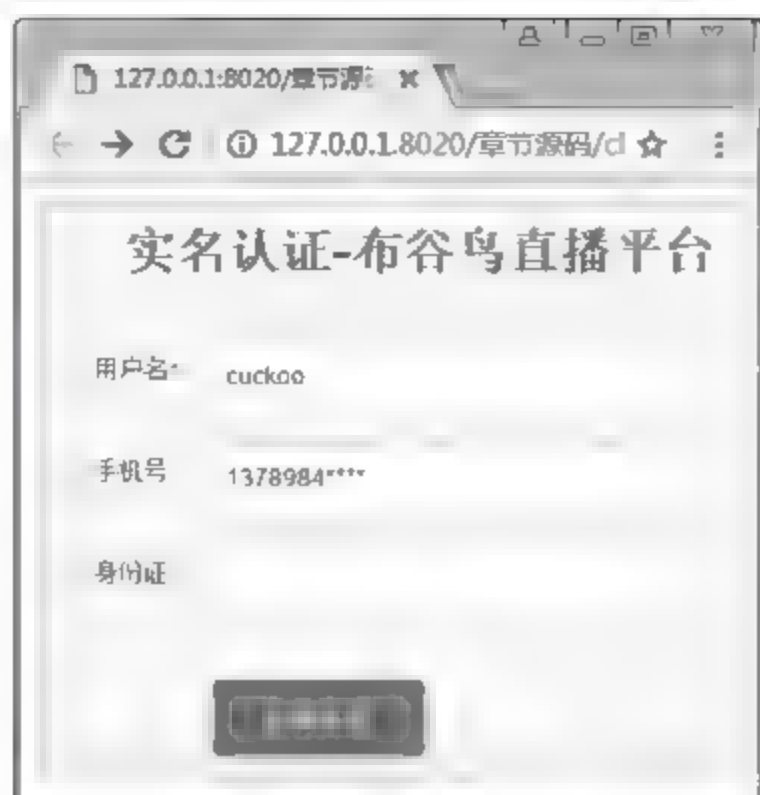 127.0.0.1:8020/章节源
127.0.0.1:8020/章节源码/cl
实名认证-布谷鸟直播平台
用户名:
cuckoo
手机号
1378984****
身份证